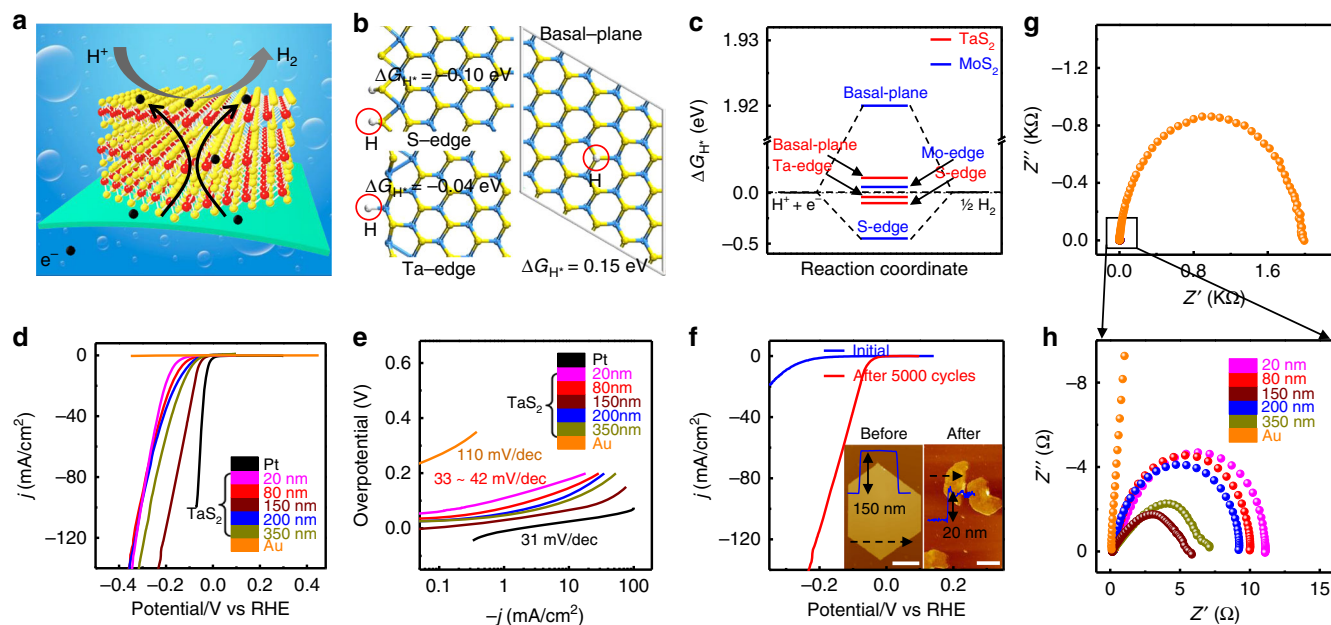 a
H⁺
H₂
e⁻
b
Basal–plane
ΔG_H* = –0.10 eV
H
S–edge
ΔG_H* = –0.04 eV
H
Ta–edge
H
ΔG_H* = 0.15 eV
c
ΔG_H* (eV)
1.93
1.92
0.0
–0.5
TaS₂
MoS₂
Basal-plane
Basal-plane
Ta-edge
Mo-edge
S-edge
H⁺ + e⁻
½ H₂
S-edge
Reaction coordinate
g
Z'' (KΩ)
–1.2
–0.8
–0.4
0.0
0.0 0.8 1.6
Z' (KΩ)
d
j (mA/cm²)
0
–40
–80
–120
Pt
20 nm
80 nm
150 nm
200 nm
350 nm
Au
TaS₂
–0.4 –0.2 0.0 0.2 0.4
Potential/V vs RHE
e
Overpotential (V)
0.6
0.4
0.2
0.0
Pt
20nm
80nm
150nm
200nm
350nm
Au
TaS₂
110 mV/dec
33 ~ 42 mV/dec
31 mV/dec
1 10 100
–j (mA/cm²)
f
j (mA/cm²)
0
–40
–80
–120
Initial
After 5000 cycles
Before
After
150 nm
20 nm
–0.2 0.0 0.2
Potential/V vs RHE
h
Z'' (Ω)
–8
–4
0
20 nm
80 nm
150 nm
200 nm
350 nm
Au
0 5 10 15
Z' (Ω)